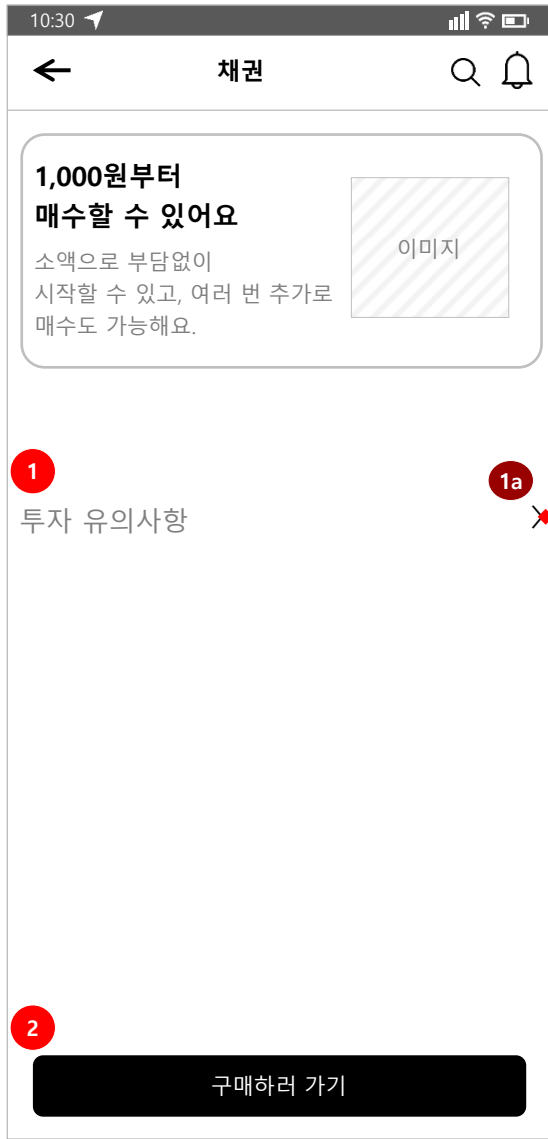 10:30
채권
1,000원부터
매수할 수 있어요
소액으로 부담없이
시작할 수 있고, 여러 번 추가로
매수도 가능해요.
이미지
1
1a
투자 유의사항
2
구매하러 가기